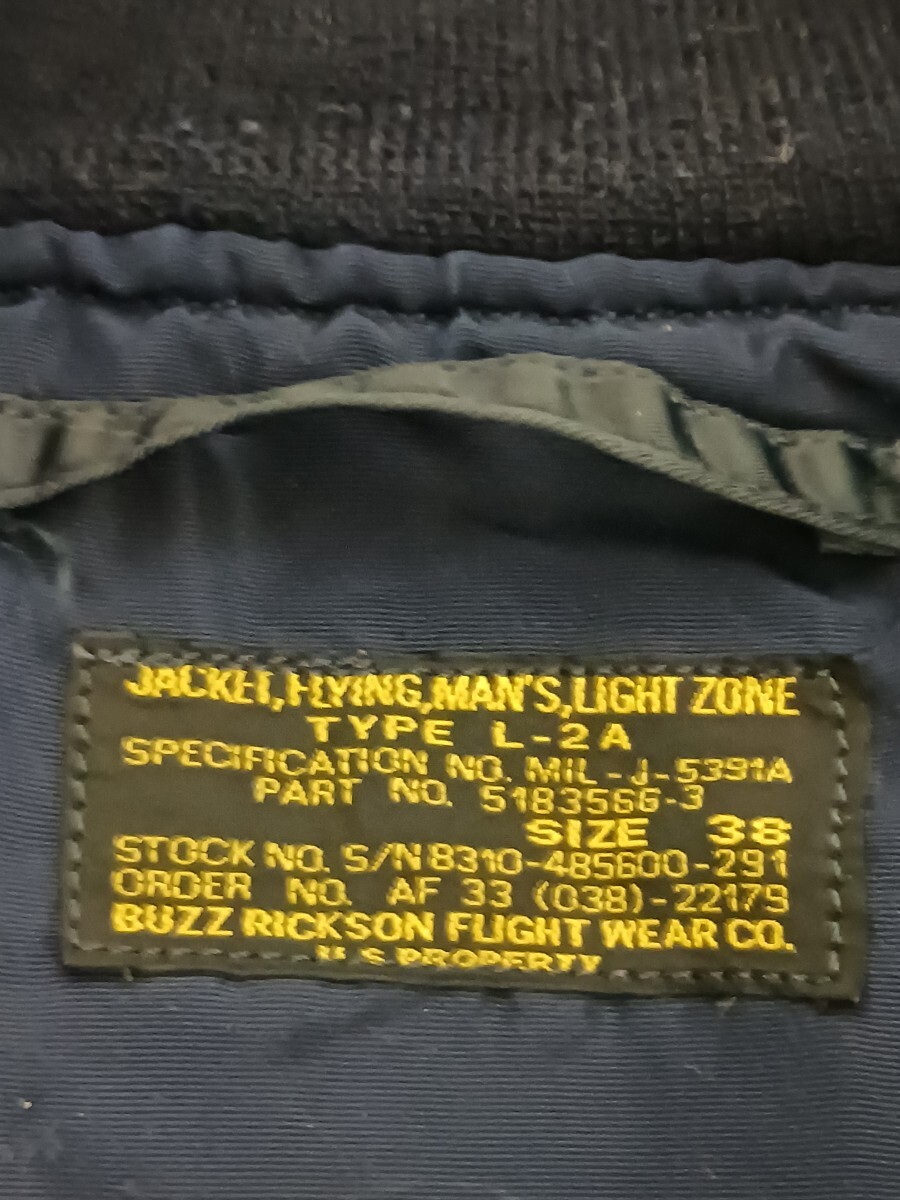 JACKET, FLYING, MAN'S, LIGHT ZONE
TYPE L-2A
SPECIFICATION NO. MIL-J-5391A
PART NO. 5183566-3
SIZE 38
STOCK NO. S/N 8310-485600-291
ORDER NO. AF 33 (038)-22179
BUZZ RICKSON FLIGHT WEAR CO.
U.S PROPERTY